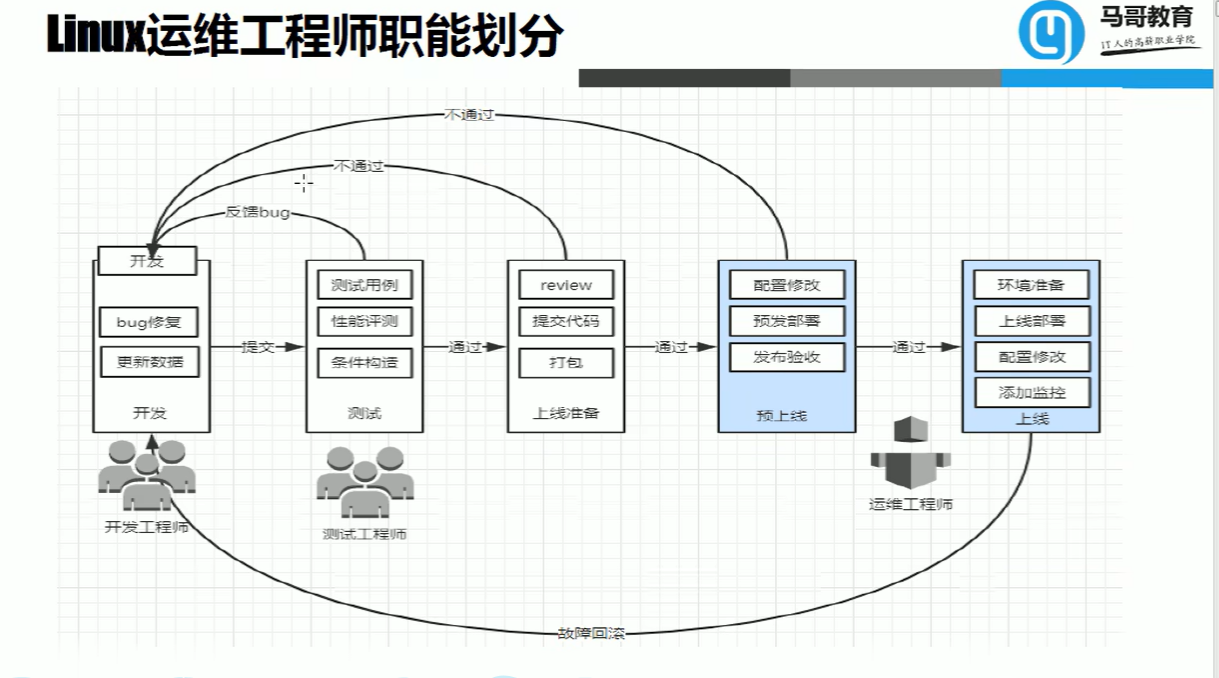 Linux运维工程师职能划分
马哥教育
IT人的高薪职业学院
不通过
不通过
反馈bug
开发
bug修复
更新数据
开发
提交
测试用例
性能评测
条件构造
测试
通过
review
提交代码
打包
上线准备
通过
配置修改
预发部署
发布验收
预上线
通过
环境准备
上线部署
配置修改
添加监控
上线
开发工程师
测试工程师
运维工程师
故障回滚